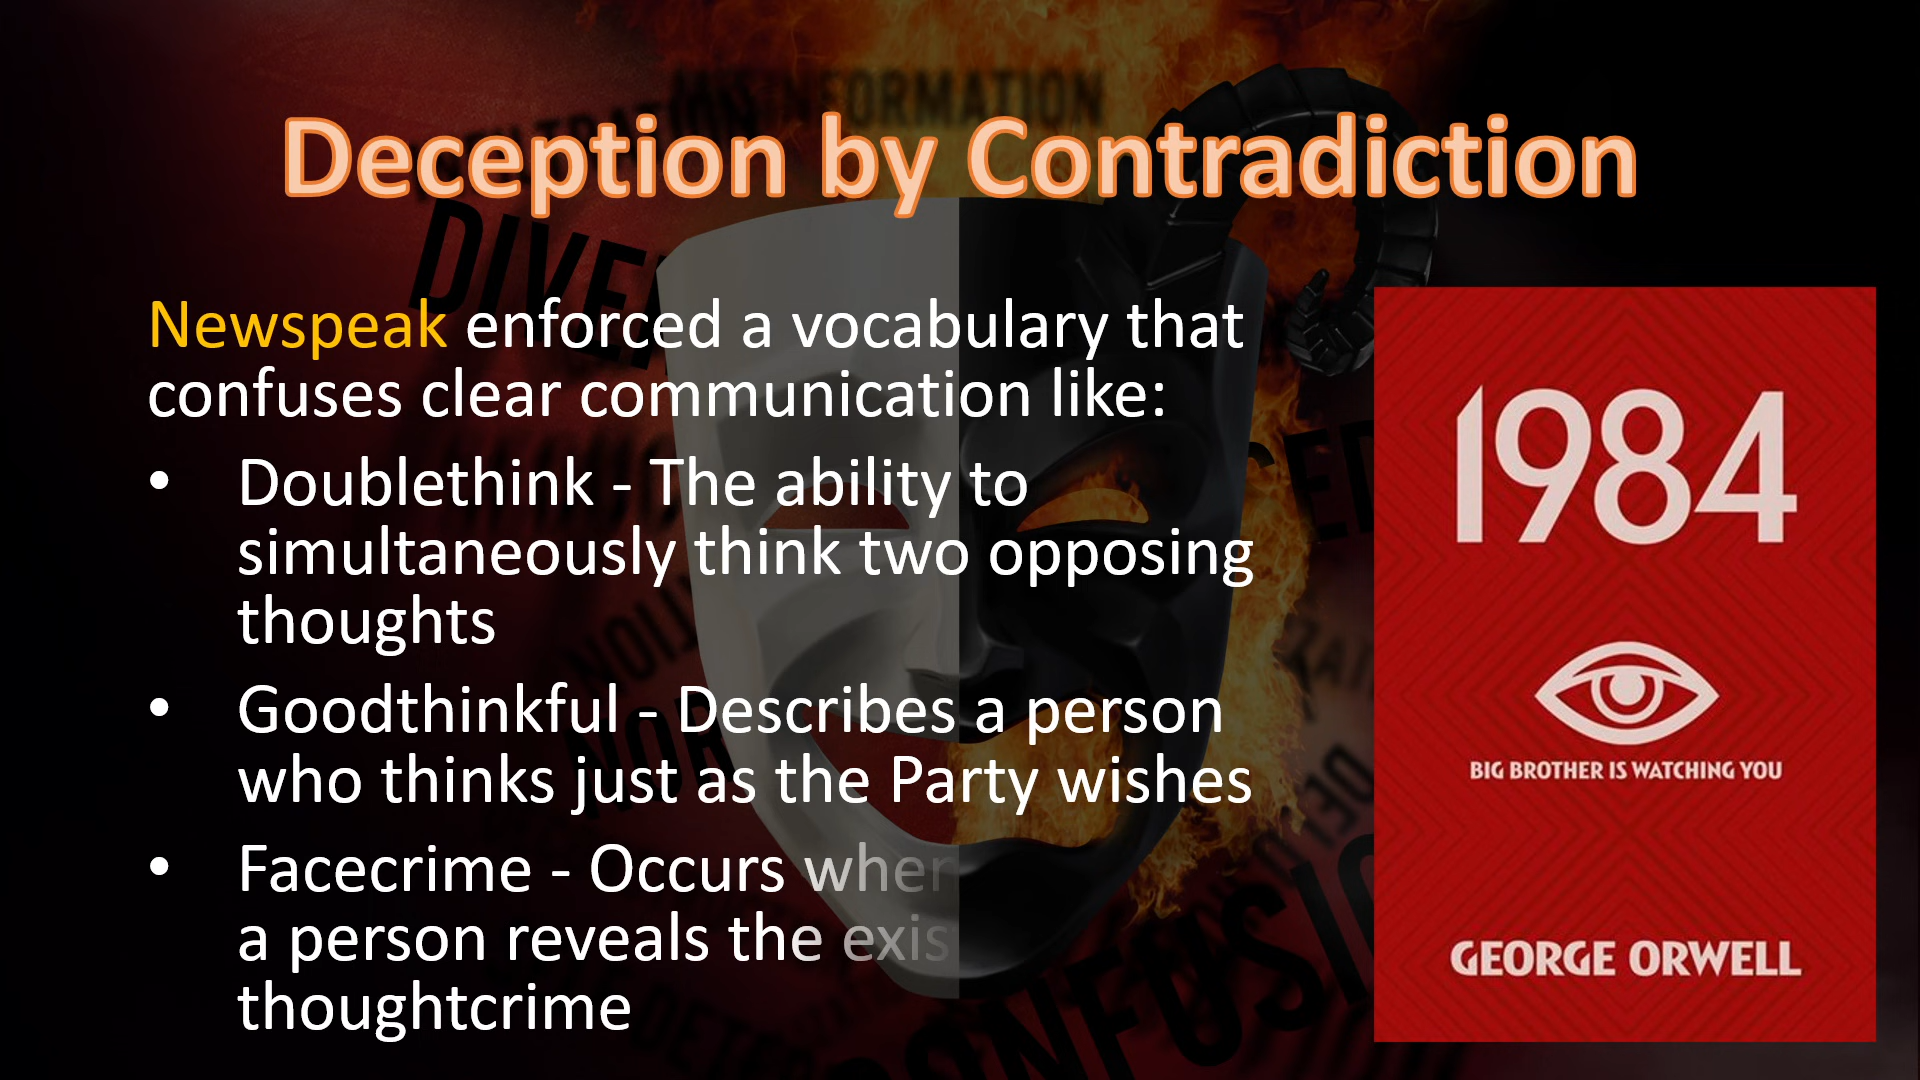 MISINFORMATION
Deception by Contradiction
Newspeak enforced a vocabulary that
confuses clear communication like:
• Doublethink - The ability to
simultaneously think two opposing
thoughts
• Goodthinkful - Describes a person
who thinks just as the Party wishes
• Facecrime - Occurs when
a person reveals the
thoughtcrime
1984
BIG BROTHER IS WATCHING YOU
GEORGE ORWELL